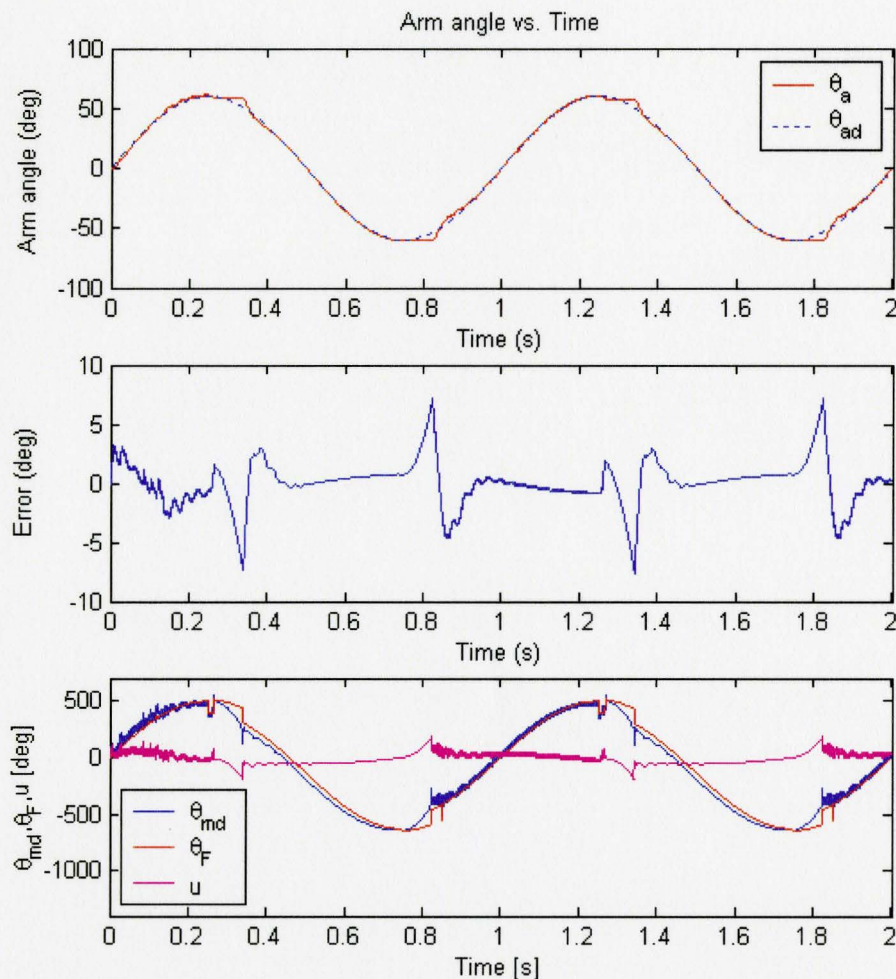 Arm angle vs. Time
Arm angle (deg)
100
50
0
-50
-100
θa
θad
0 0.2 0.4 0.6 0.8 1 1.2 1.4 1.6 1.8 2
Time (s)
Error (deg)
10
5
0
-5
-10
0 0.2 0.4 0.6 0.8 1 1.2 1.4 1.6 1.8 2
Time (s)
θmd,θF,u [deg]
500
0
-500
-1000
θmd
θF
u
0 0.2 0.4 0.6 0.8 1 1.2 1.4 1.6 1.8 2
Time [s]